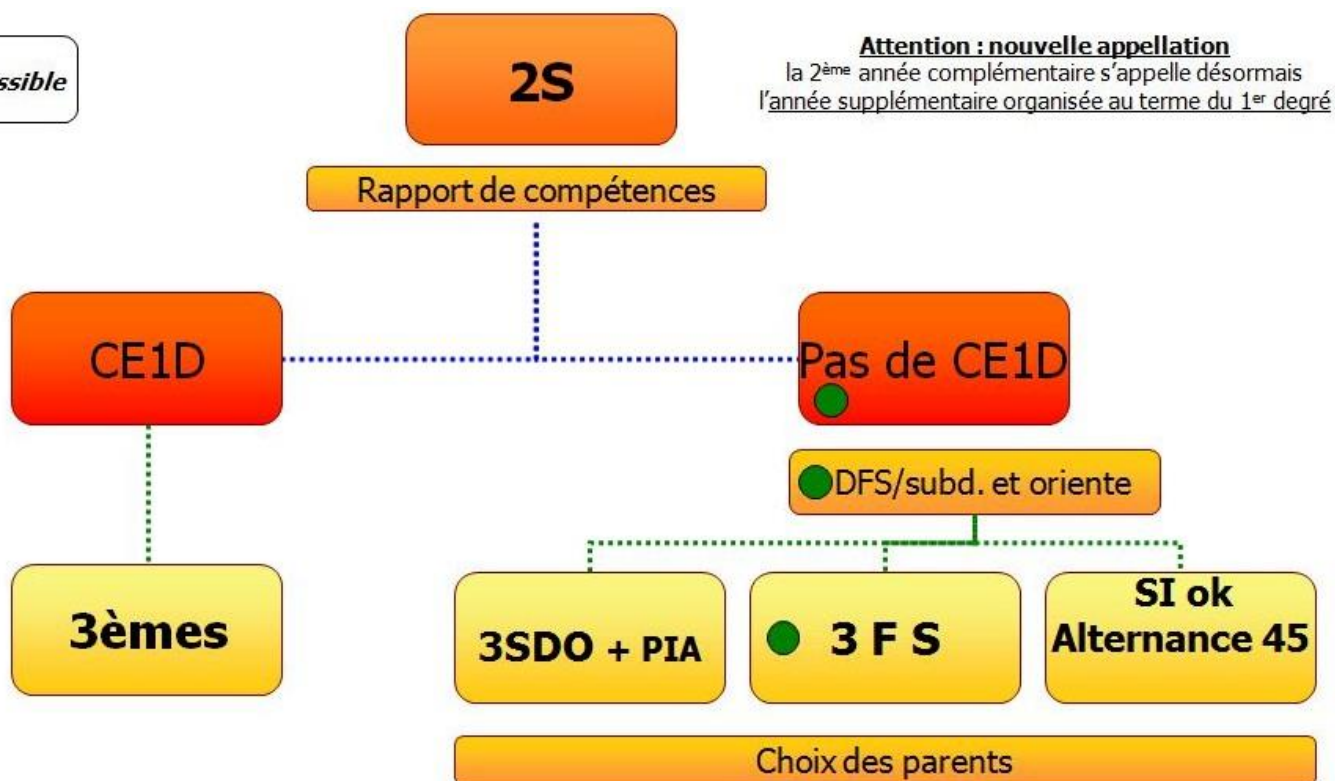 2S
Attention : nouvelle appellation
la 2ème année complémentaire s'appelle désormais
l'année supplémentaire organisée au terme du 1er degré
Rapport de compétences
CE1D
Pas de CE1D
DFS/subd. et oriente
3èmes
3SDO + PIA
3 F S
SI ok
Alternance 45
Choix des parents